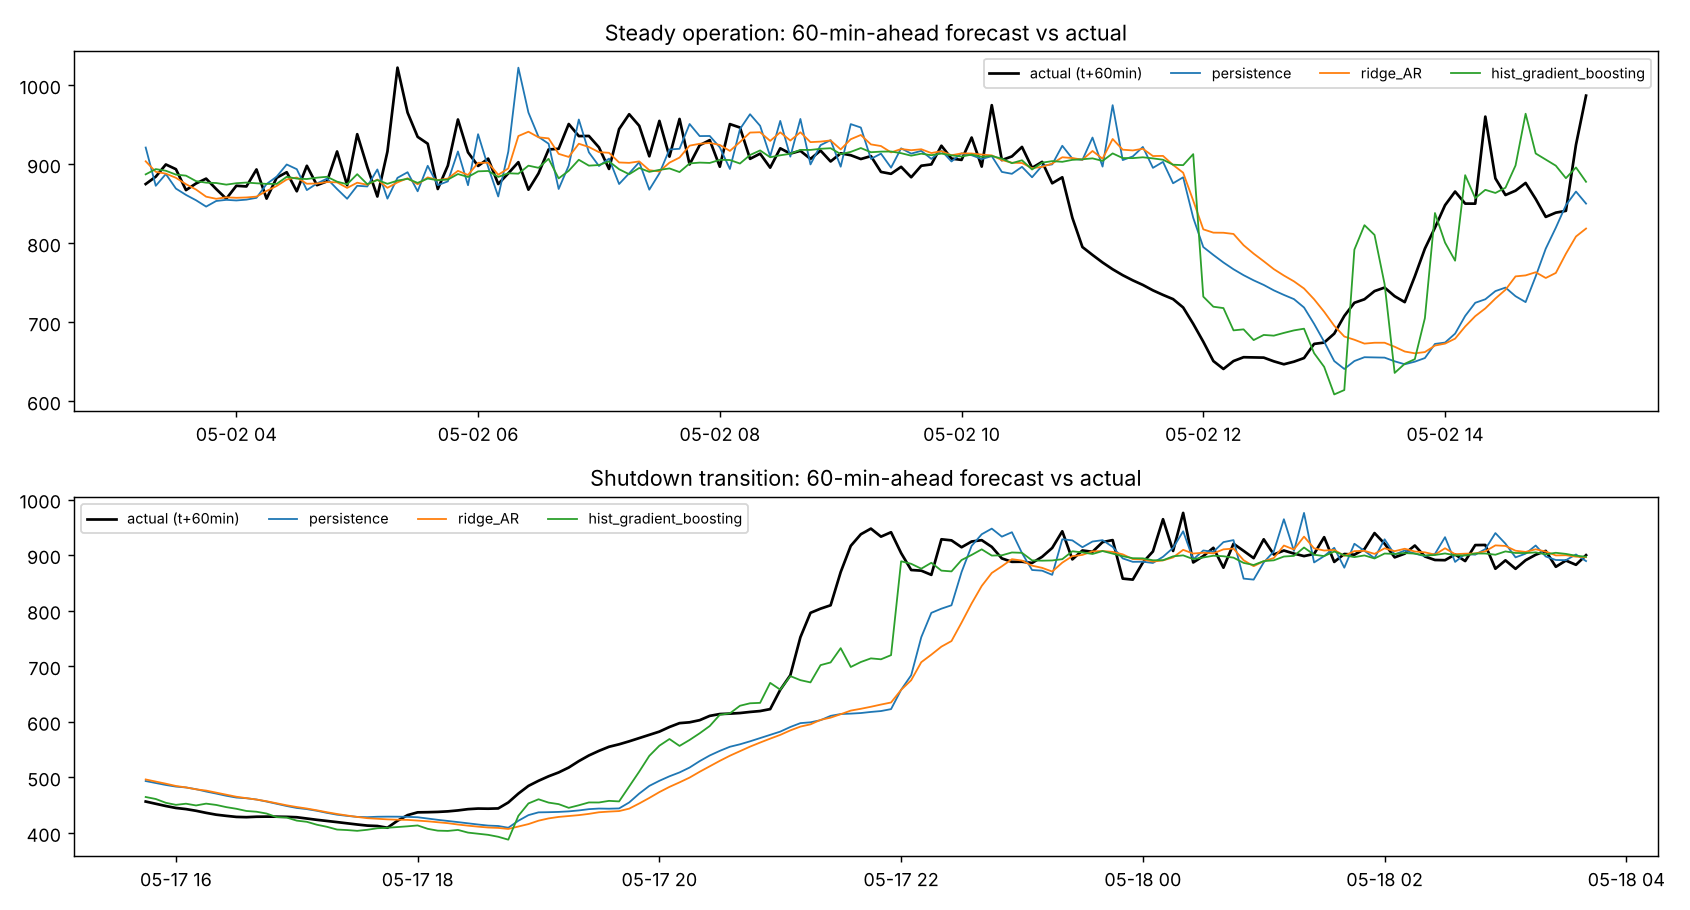 Steady operation: 60-min-ahead forecast vs actual
actual (t+60min) persistence ridge_AR hist_gradient_boosting
1000
900
800
700
600
05-02 04 05-02 06 05-02 08 05-02 10 05-02 12 05-02 14
Shutdown transition: 60-min-ahead forecast vs actual
actual (t+60min) persistence ridge_AR hist_gradient_boosting
1000
900
800
700
600
500
400
05-17 16 05-17 18 05-17 20 05-17 22 05-18 00 05-18 02 05-18 04